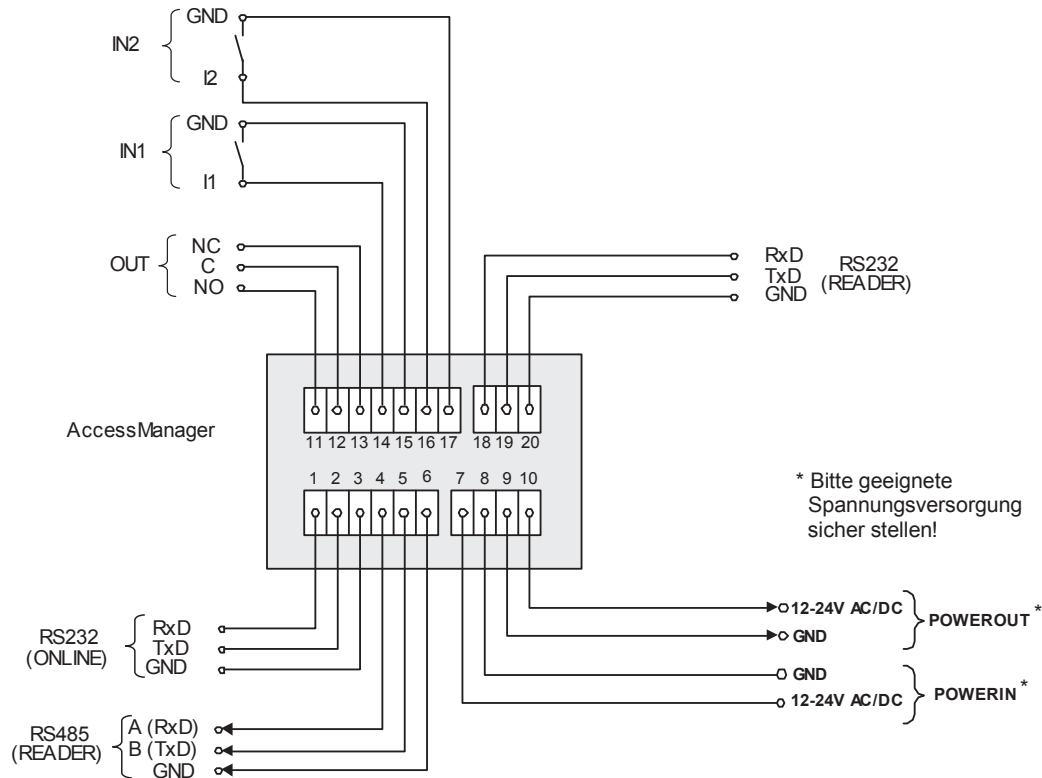 GND
IN2
I2
GND
IN1
I1
NC
OUT
C
NO
RxD
TxD
GND
RS232
(READER)
AccessManager
11 12 13 14 15 16 17 18 19 20
1 2 3 4 5 6 7 8 9 10
* Bitte geeignete
Spannungsversorgung
sicher stellen!
RS232
(ONLINE)
RxD
TxD
GND
RS485
(READER)
A (RxD)
B (TxD)
GND
12-24V AC/DC
GND
POWEROUT *
GND
12-24V AC/DC
POWERIN *